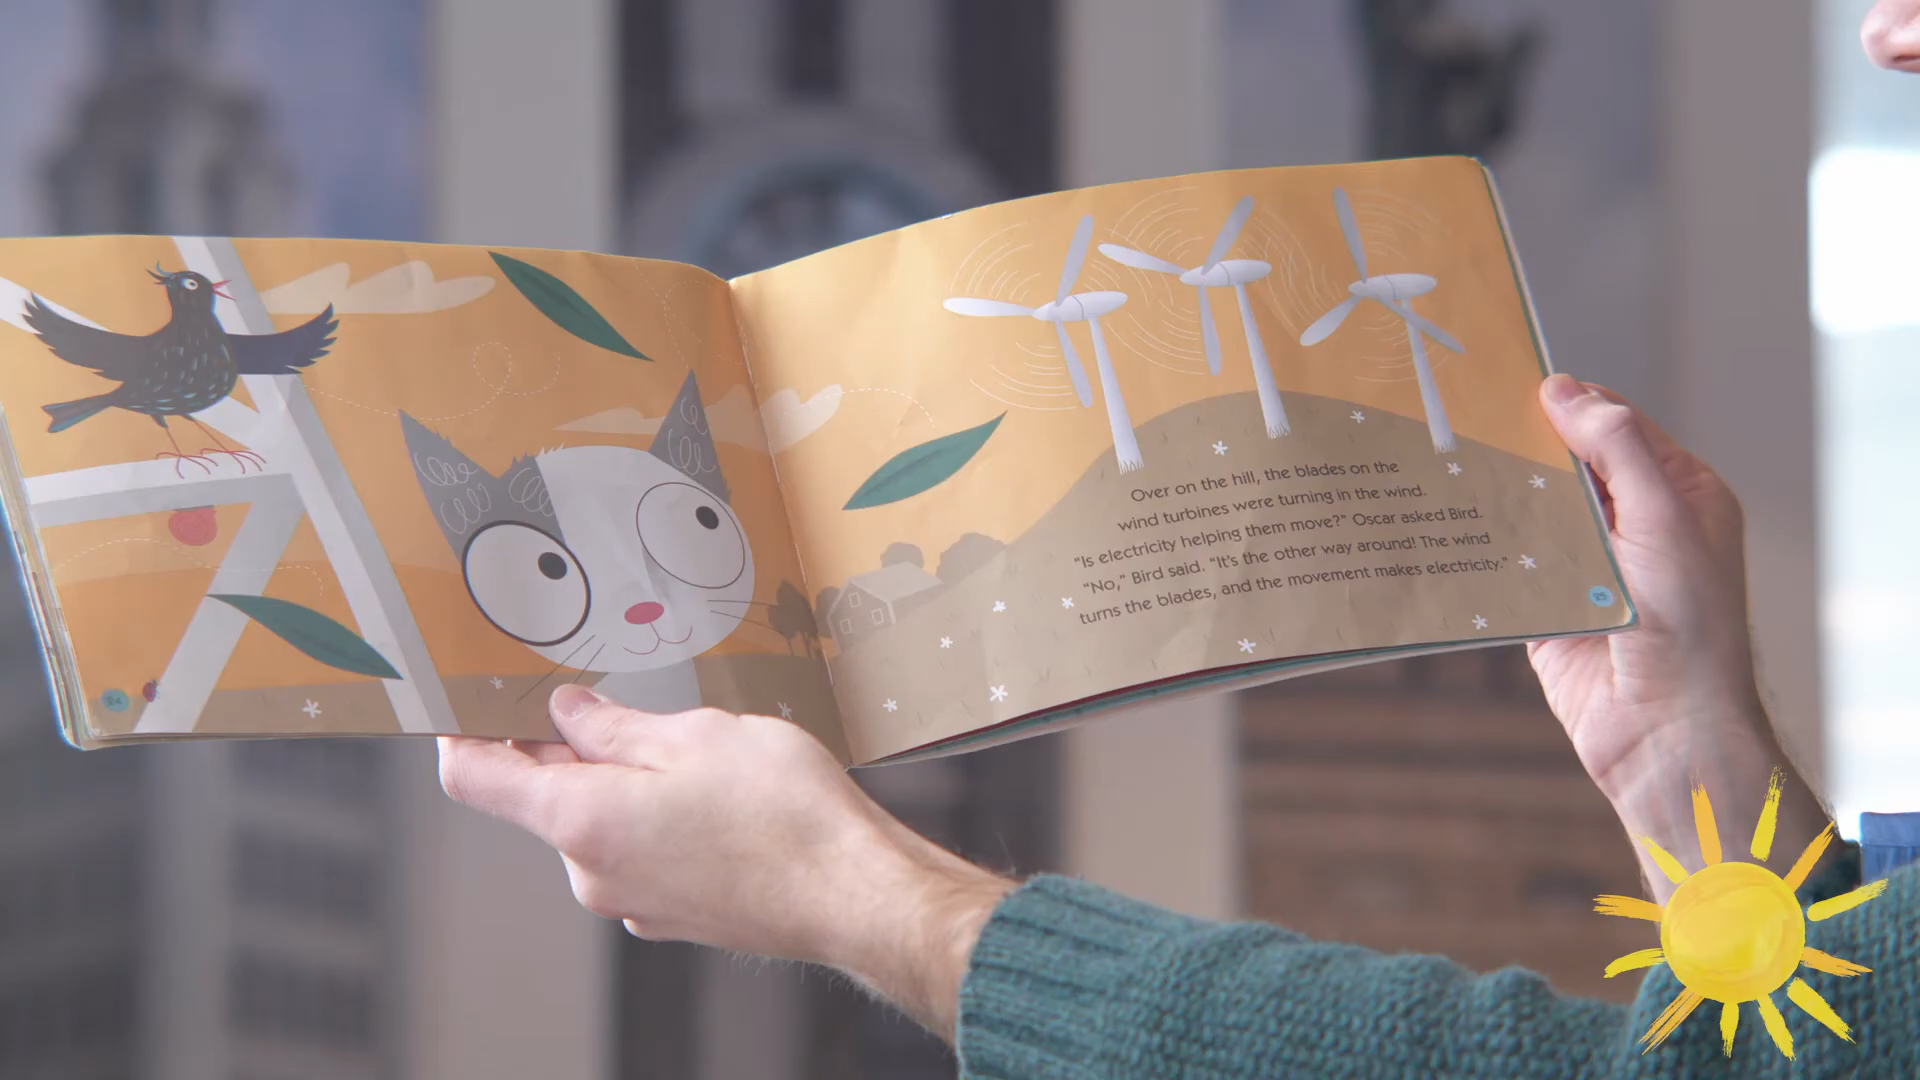 Over on the hill, the blades on the
wind turbines were turning in the wind.
"Is electricity helping them move?" Oscar asked Bird.
"No," Bird said. "It's the other way around! The wind
turns the blades, and the movement makes electricity."
24
25